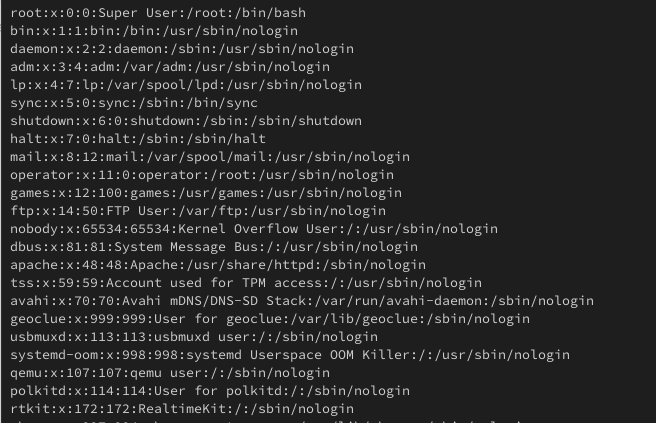 root:x:0:0:Super User:/root:/bin/bash
bin:x:1:1:bin:/bin:/usr/sbin/nologin
daemon:x:2:2:daemon:/sbin:/usr/sbin/nologin
adm:x:3:4:adm:/var/adm:/usr/sbin/nologin
lp:x:4:7:lp:/var/spool/lpd:/usr/sbin/nologin
sync:x:5:0:sync:/sbin:/bin/sync
shutdown:x:6:0:shutdown:/sbin:/sbin/shutdown
halt:x:7:0:halt:/sbin:/sbin/halt
mail:x:8:12:mail:/var/spool/mail:/usr/sbin/nologin
operator:x:11:0:operator:/root:/usr/sbin/nologin
games:x:12:100:games:/usr/games:/usr/sbin/nologin
ftp:x:14:50:FTP User:/var/ftp:/usr/sbin/nologin
nobody:x:65534:65534:Kernel Overflow User:/:/usr/sbin/nologin
dbus:x:81:81:System Message Bus:/:/usr/sbin/nologin
apache:x:48:48:Apache:/usr/share/httpd:/sbin/nologin
tss:x:59:59:Account used for TPM access:/:/usr/sbin/nologin
avahi:x:70:70:Avahi mDNS/DNS-SD Stack:/var/run/avahi-daemon:/sbin/nologin
geoclue:x:999:999:User for geoclue:/var/lib/geoclue:/sbin/nologin
usbmuxd:x:113:113:usbmuxd user:/:/sbin/nologin
systemd-oom:x:998:998:systemd Userspace OOM Killer:/:/usr/sbin/nologin
qemu:x:107:107:qemu user:/:/sbin/nologin
polkitd:x:114:114:User for polkitd:/:/sbin/nologin
rtkit:x:172:172:RealtimeKit:/:/sbin/nologin